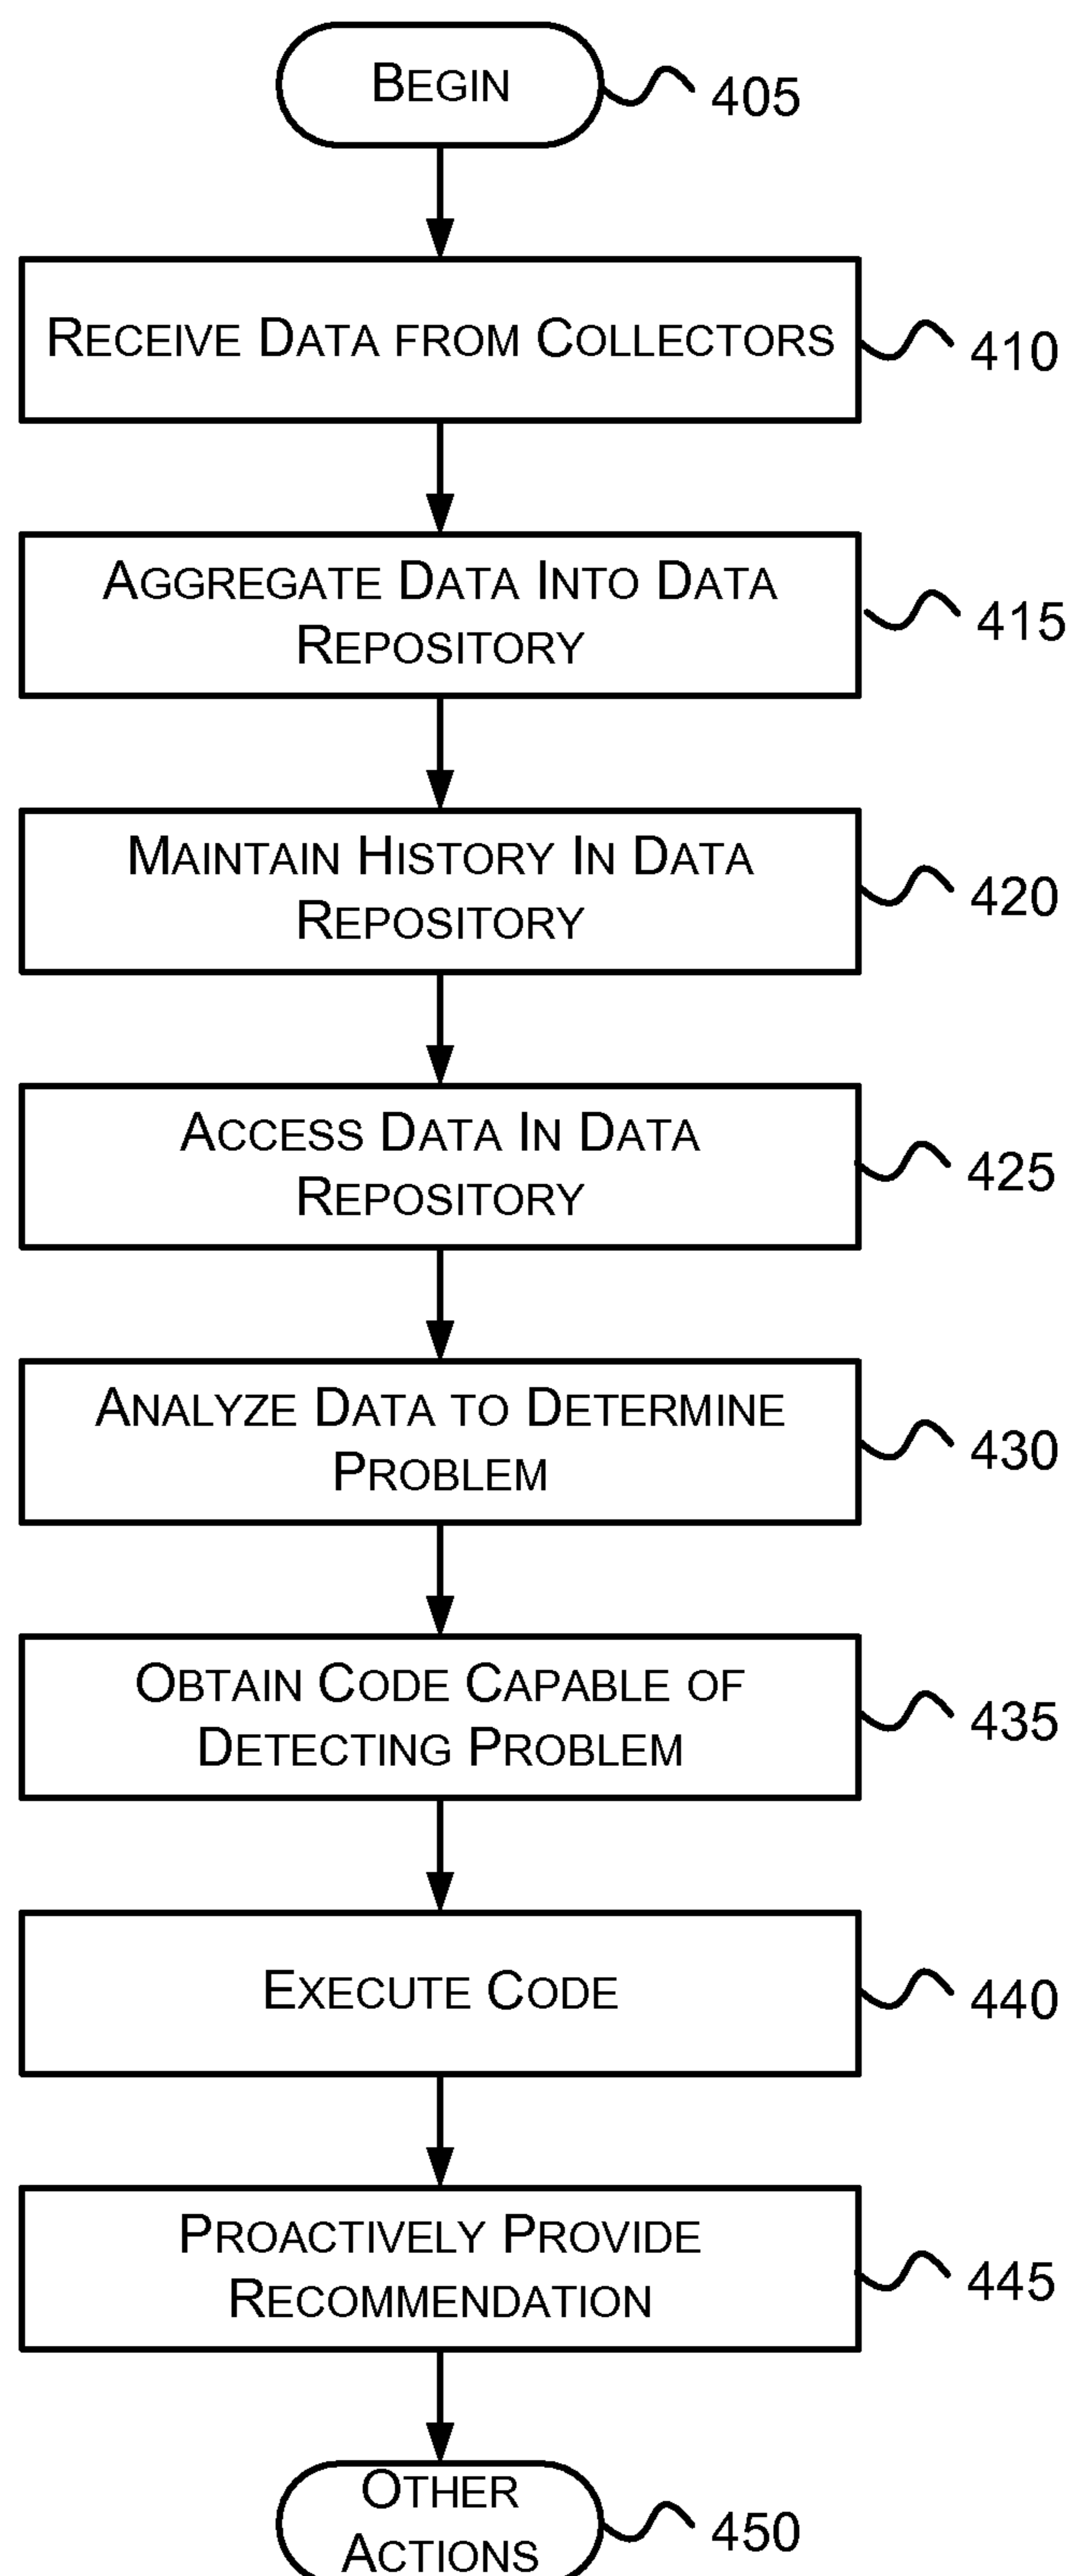 BEGIN
405
RECEIVE DATA FROM COLLECTORS
410
AGGREGATE DATA INTO DATA
REPOSITORY
415
MAINTAIN HISTORY IN DATA
REPOSITORY
420
ACCESS DATA IN DATA
REPOSITORY
425
ANALYZE DATA TO DETERMINE
PROBLEM
430
OBTAIN CODE CAPABLE OF
DETECTING PROBLEM
435
EXECUTE CODE
440
PROACTIVELY PROVIDE
RECOMMENDATION
445
OTHER
ACTIONS
450